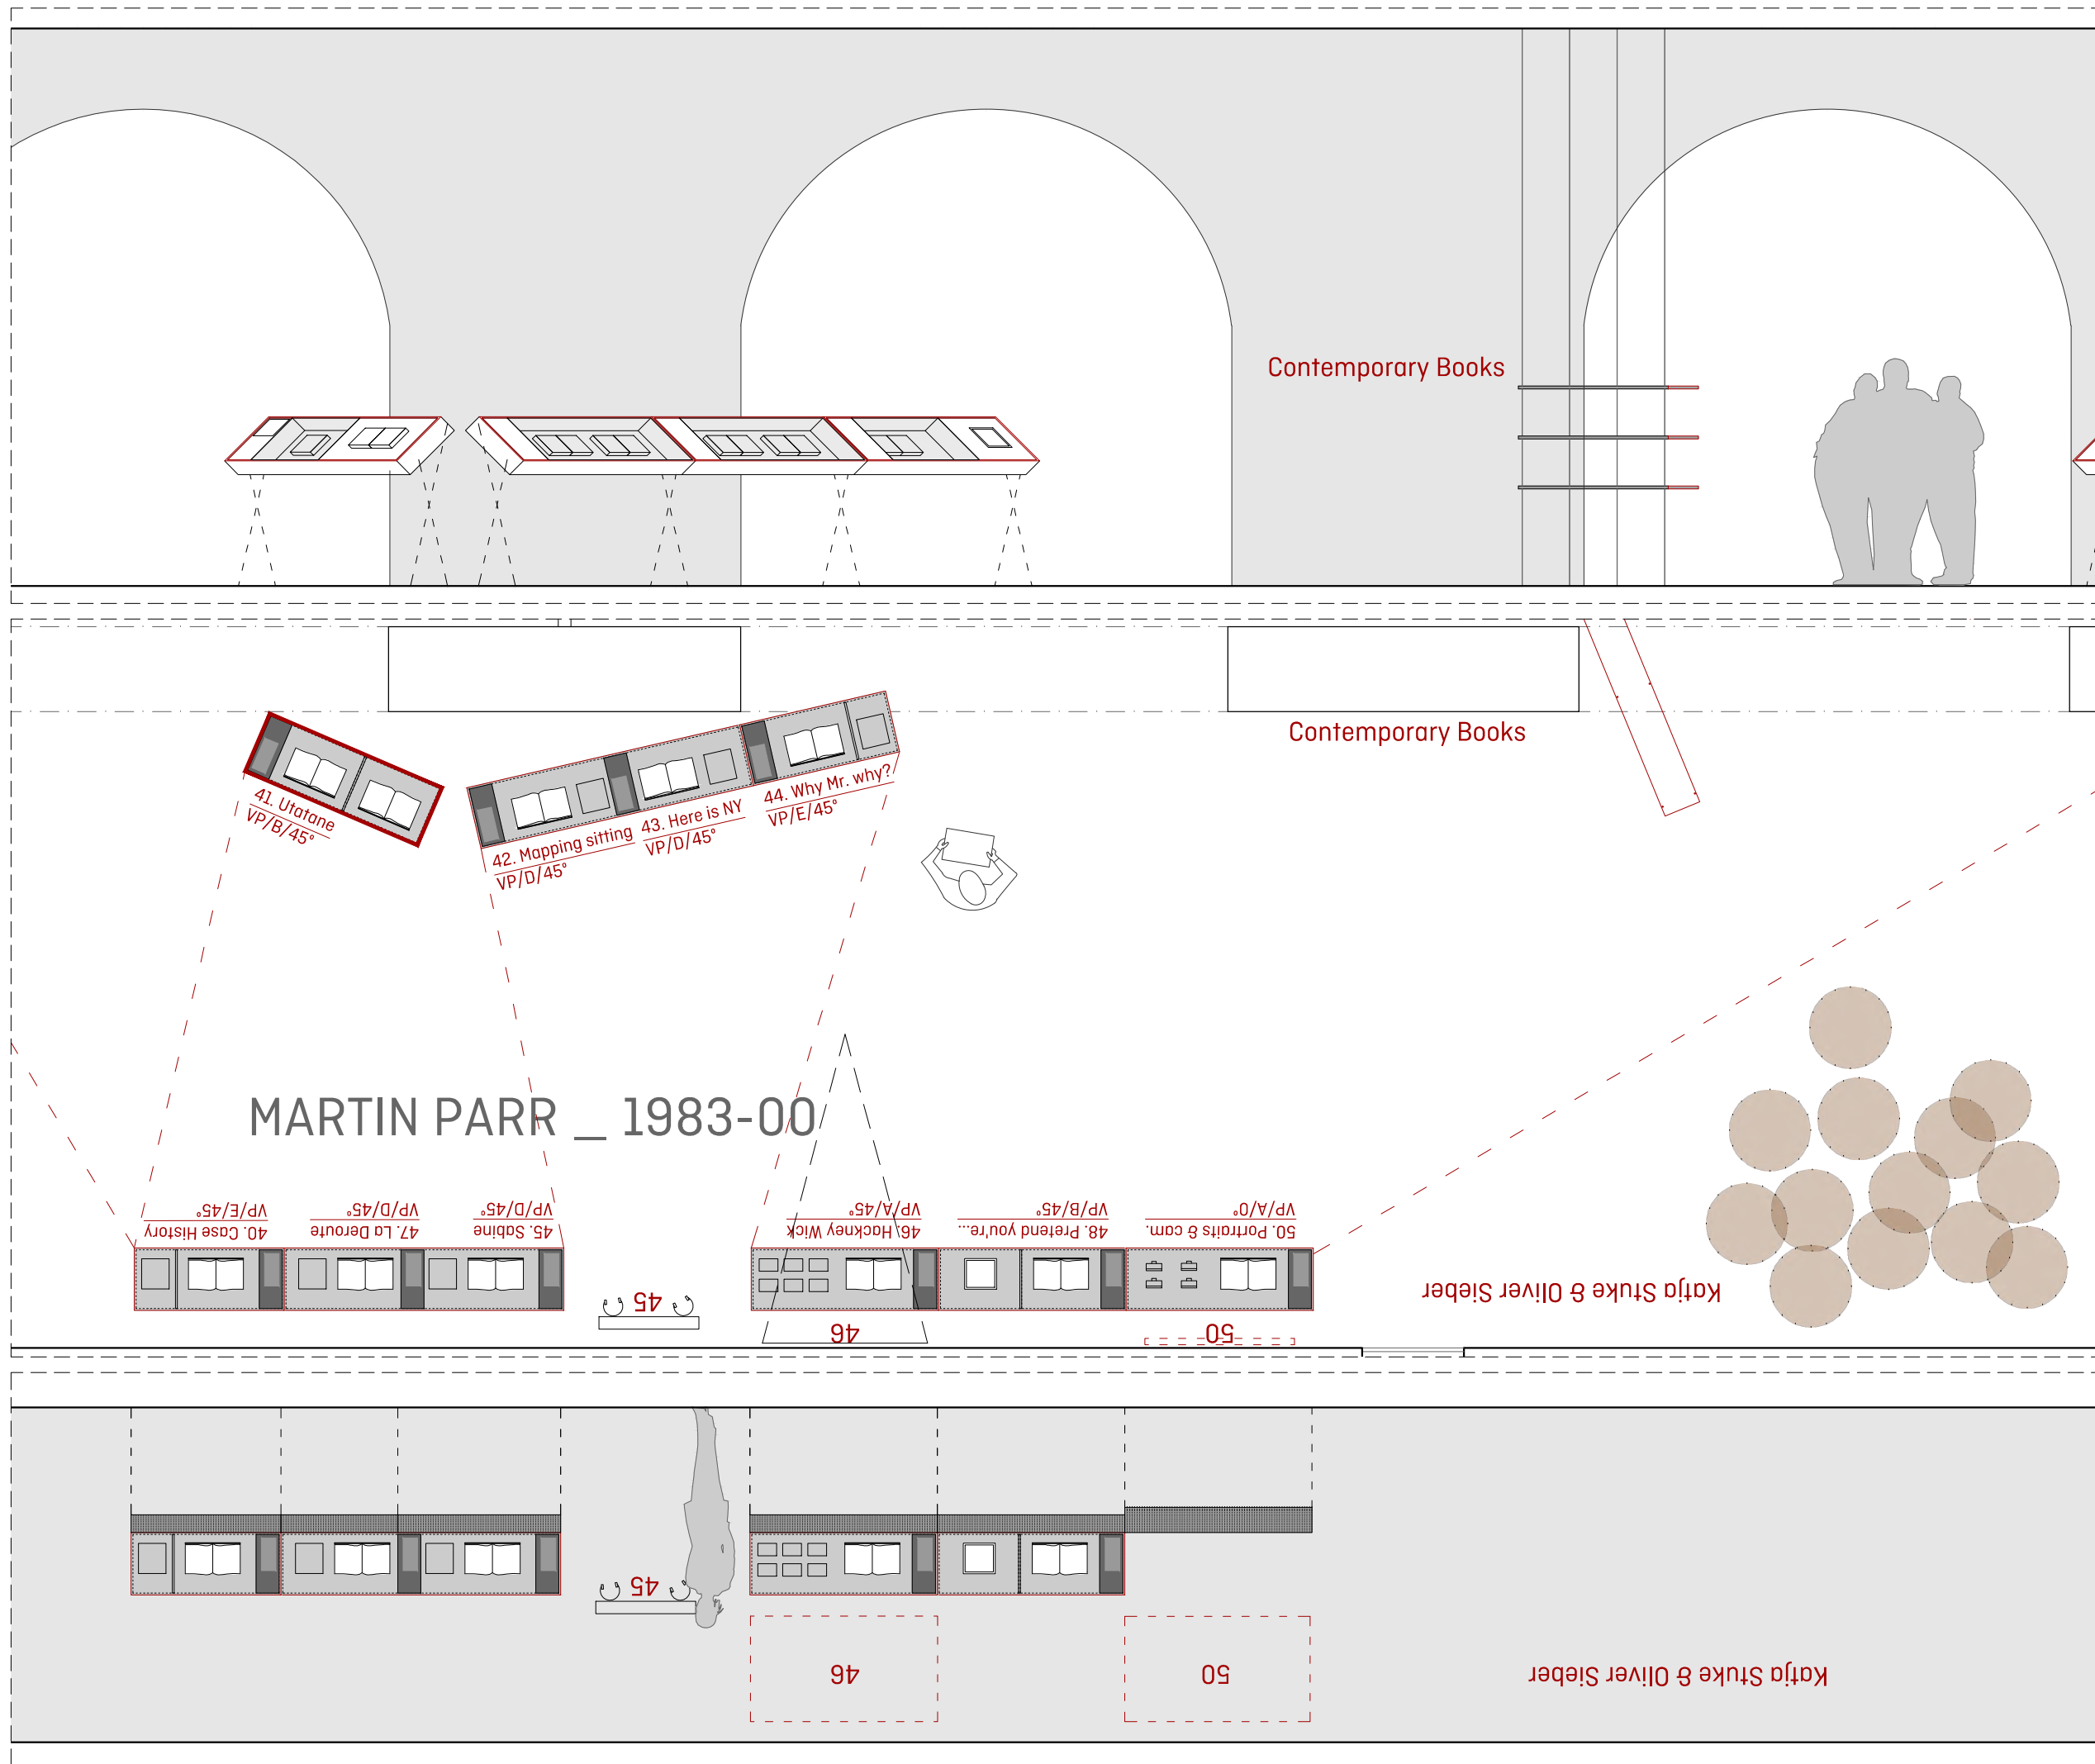 Contemporary Books
Contemporary Books
41. Utatane
VP/B/45°
42. Mapping sitting
VP/D/45°
43. Here is NY
VP/D/45°
44. Why Mr. why?
VP/E/45°
MARTIN PARR _ 1983-00
40. Case History
VP/E/45°
47. La Deroute
VP/D/45°
45. Sabine
VP/D/45°
46. Hackney Wick
VP/A/45°
48. Pretend you're...
VP/B/45°
50. Portraits & cam.
VP/A/0°
45
46
50
Katja Stuke & Oliver Sieber
45
46
50
Katja Stuke & Oliver Sieber